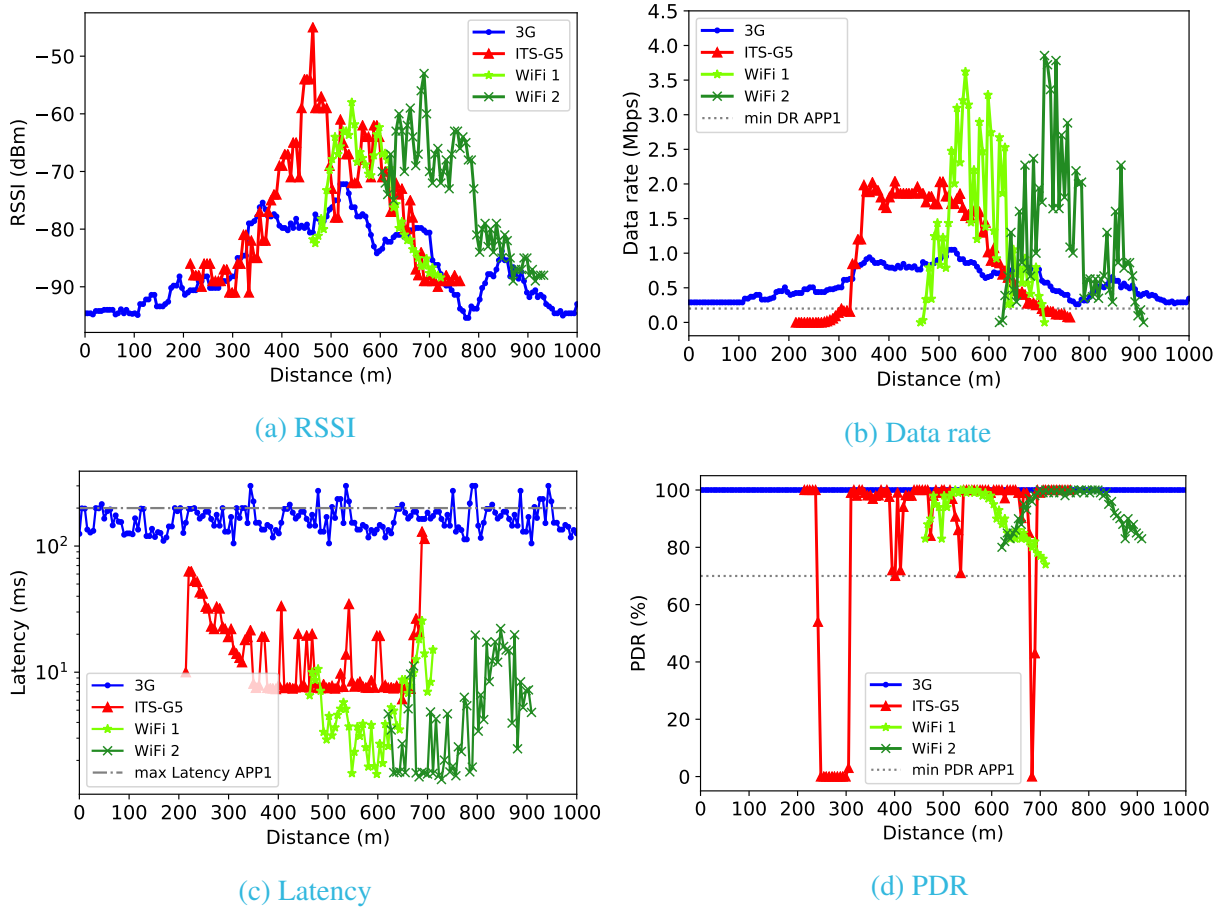 −50
−60
−70
−80
−90
RSSI (dBm)
3G
ITS-G5
WiFi 1
WiFi 2
0 100 200 300 400 500 600 700 800 900 1000
Distance (m)
(a) RSSI
4.5
4.0
3.5
3.0
2.5
2.0
1.5
1.0
0.5
0.0
Data rate (Mbps)
3G
ITS-G5
WiFi 1
WiFi 2
min DR APP1
0 100 200 300 400 500 600 700 800 900 1000
Distance (m)
(b) Data rate
10²
10¹
Latency (ms)
3G
ITS-G5
WiFi 1
WiFi 2
max Latency APP1
0 100 200 300 400 500 600 700 800 900 1000
Distance (m)
(c) Latency
100
80
60
40
20
0
PDR (%)
3G
ITS-G5
WiFi 1
WiFi 2
min PDR APP1
0 100 200 300 400 500 600 700 800 900 1000
Distance (m)
(d) PDR